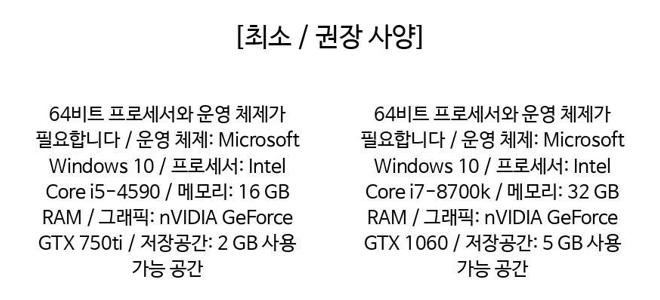 [최소 / 권장 사양]
64비트 프로세서와 운영 체제가
필요합니다 / 운영 체제: Microsoft
Windows 10 / 프로세서: Intel
Core i5-4590 / 메모리: 16 GB
RAM / 그래픽: nVIDIA GeForce
GTX 750ti / 저장공간: 2 GB 사용
가능 공간
64비트 프로세서와 운영 체제가
필요합니다 / 운영 체제: Microsoft
Windows 10 / 프로세서: Intel
Core i7-8700k / 메모리: 32 GB
RAM / 그래픽: nVIDIA GeForce
GTX 1060 / 저장공간: 5 GB 사용
가능 공간